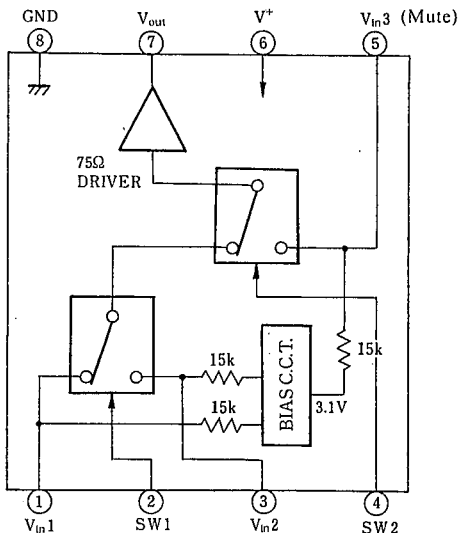 GND Vout V+ Vin3 (Mute)
8 7 6 5
75Ω
DRIVER
15k
15k
15k
BIAS C.C.T.
3.1V
1 2 3 4
Vin1 SW1 Vin2 SW2